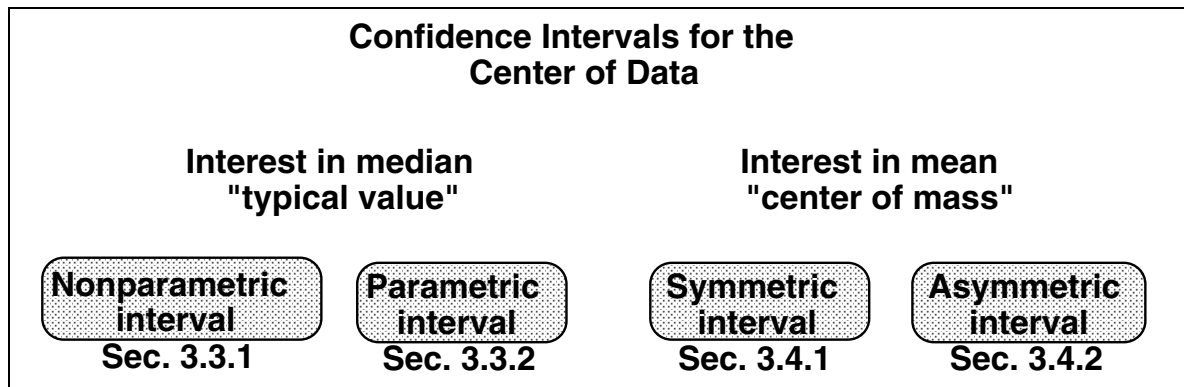 Confidence Intervals for the
Center of Data
Interest in median
"typical value"
Interest in mean
"center of mass"
Nonparametric
interval
Sec. 3.3.1
Parametric
interval
Sec. 3.3.2
Symmetric
interval
Sec. 3.4.1
Asymmetric
interval
Sec. 3.4.2